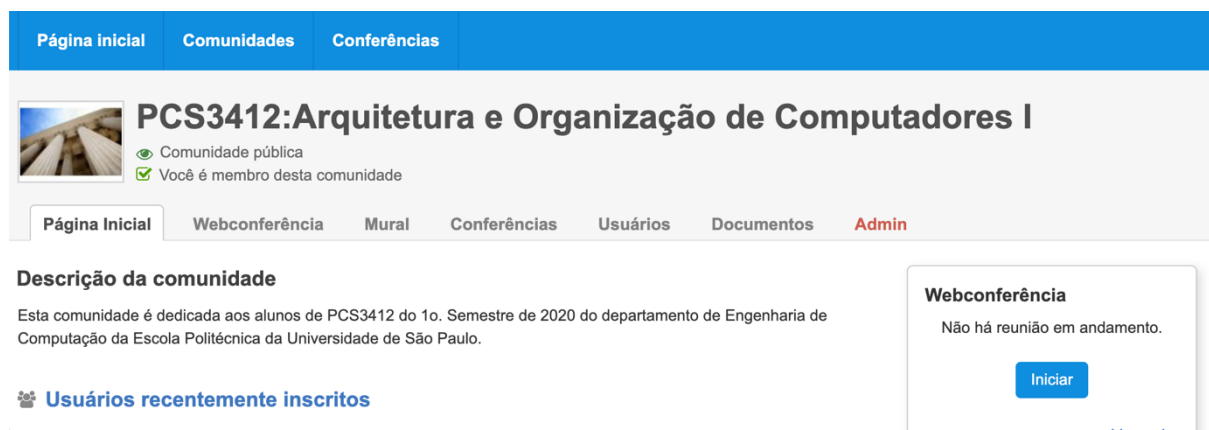 Página inicial Comunidades Conferências
PCS3412:Arquitetura e Organização de Computadores I
Comunidade pública
Você é membro desta comunidade
Página Inicial Webconferência Mural Conferências Usuários Documentos Admin
Descrição da comunidade
Esta comunidade é dedicada aos alunos de PCS3412 do 1o. Semestre de 2020 do departamento de Engenharia de
Computação da Escola Politécnica da Universidade de São Paulo.
Usuários recentemente inscritos
Webconferência
Não há reunião em andamento.
Iniciar